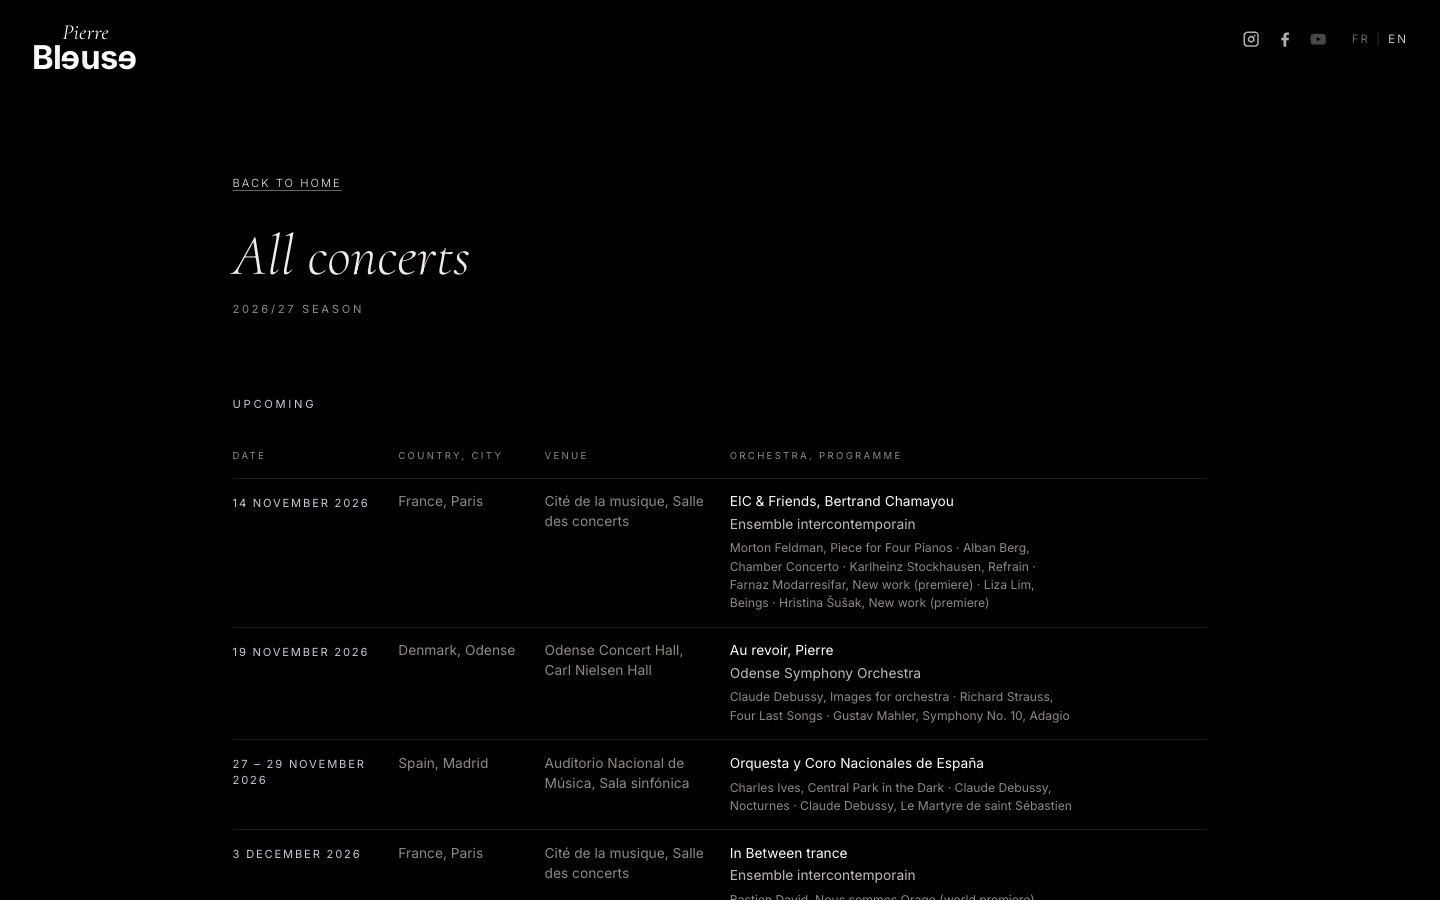 Pierre
Bleuse
FR | EN
BACK TO HOME
All concerts
2026/27 SEASON
UPCOMING
DATE COUNTRY, CITY VENUE ORCHESTRA, PROGRAMME
14 NOVEMBER 2026
France, Paris
Cité de la musique, Salle
des concerts
EIC & Friends, Bertrand Chamayou
Ensemble intercontemporain
Morton Feldman, Piece for Four Pianos · Alban Berg,
Chamber Concerto · Karlheinz Stockhausen, Refrain ·
Farnaz Modarresifar, New work (premiere) · Liza Lim,
Beings · Hristina Šušak, New work (premiere)
19 NOVEMBER 2026
Denmark, Odense
Odense Concert Hall,
Carl Nielsen Hall
Au revoir, Pierre
Odense Symphony Orchestra
Claude Debussy, Images for orchestra · Richard Strauss,
Four Last Songs · Gustav Mahler, Symphony No. 10, Adagio
27 – 29 NOVEMBER
2026
Spain, Madrid
Auditorio Nacional de
Música, Sala sinfónica
Orquesta y Coro Nacionales de España
Charles Ives, Central Park in the Dark · Claude Debussy,
Nocturnes · Claude Debussy, Le Martyre de saint Sébastien
3 DECEMBER 2026
France, Paris
Cité de la musique, Salle
des concerts
In Between trance
Ensemble intercontemporain
Bastien David, Nous sommes Orage (world premiere)